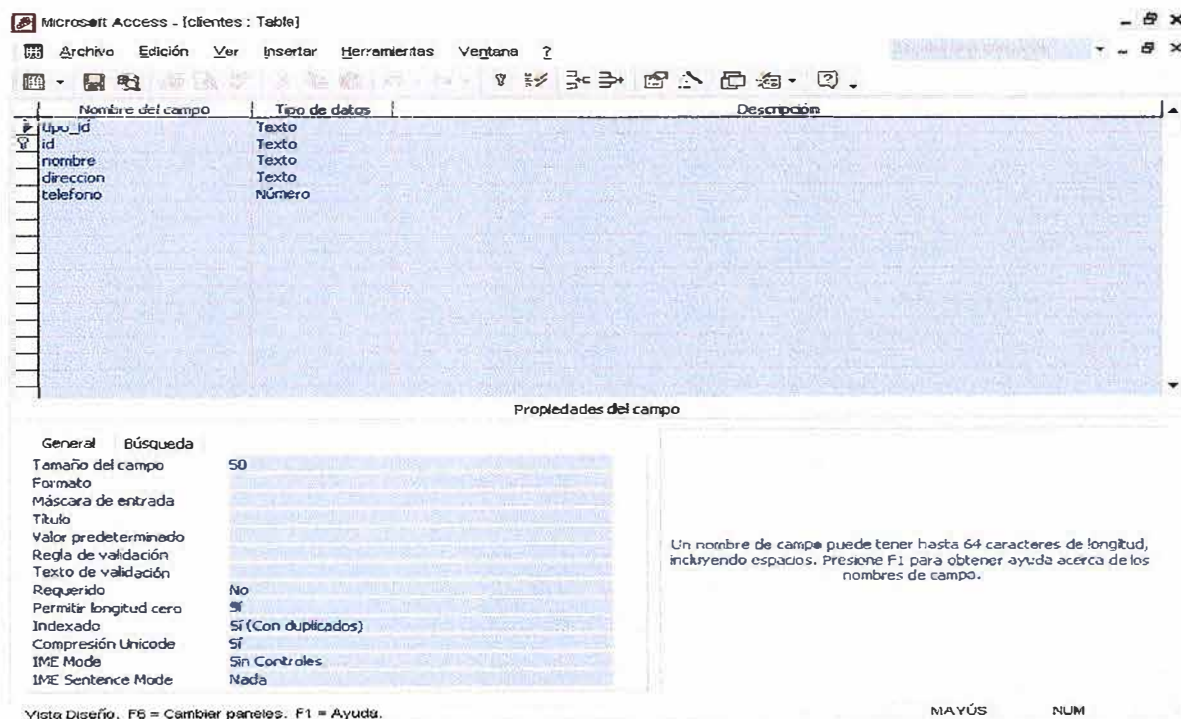 Microsoft Access - [clientes : Tabla]
Archivo Edición Ver Insertar Herramientas Ventana ?
Nombre del campo Tipo de datos Descripción
tipo_id Texto
id Texto
nombre Texto
direccion Texto
telefono Número
Propiedades del campo
General Búsqueda
Tamaño del campo 50
Formato
Máscara de entrada
Título
Valor predeterminado
Regla de validación
Texto de validación
Requerido No
Permitir longitud cero Sí
Indexado Sí (Con duplicados)
Compresión Unicode Sí
IME Mode Sin Controles
IME Sentence Mode Nada
Un nombre de campo puede tener hasta 64 caracteres de longitud,
incluyendo espacios. Presione F1 para obtener ayuda acerca de los
nombres de campo.
Vista Diseño. F6 = Cambiar paneles. F1 = Ayuda. MAYÚS NUM